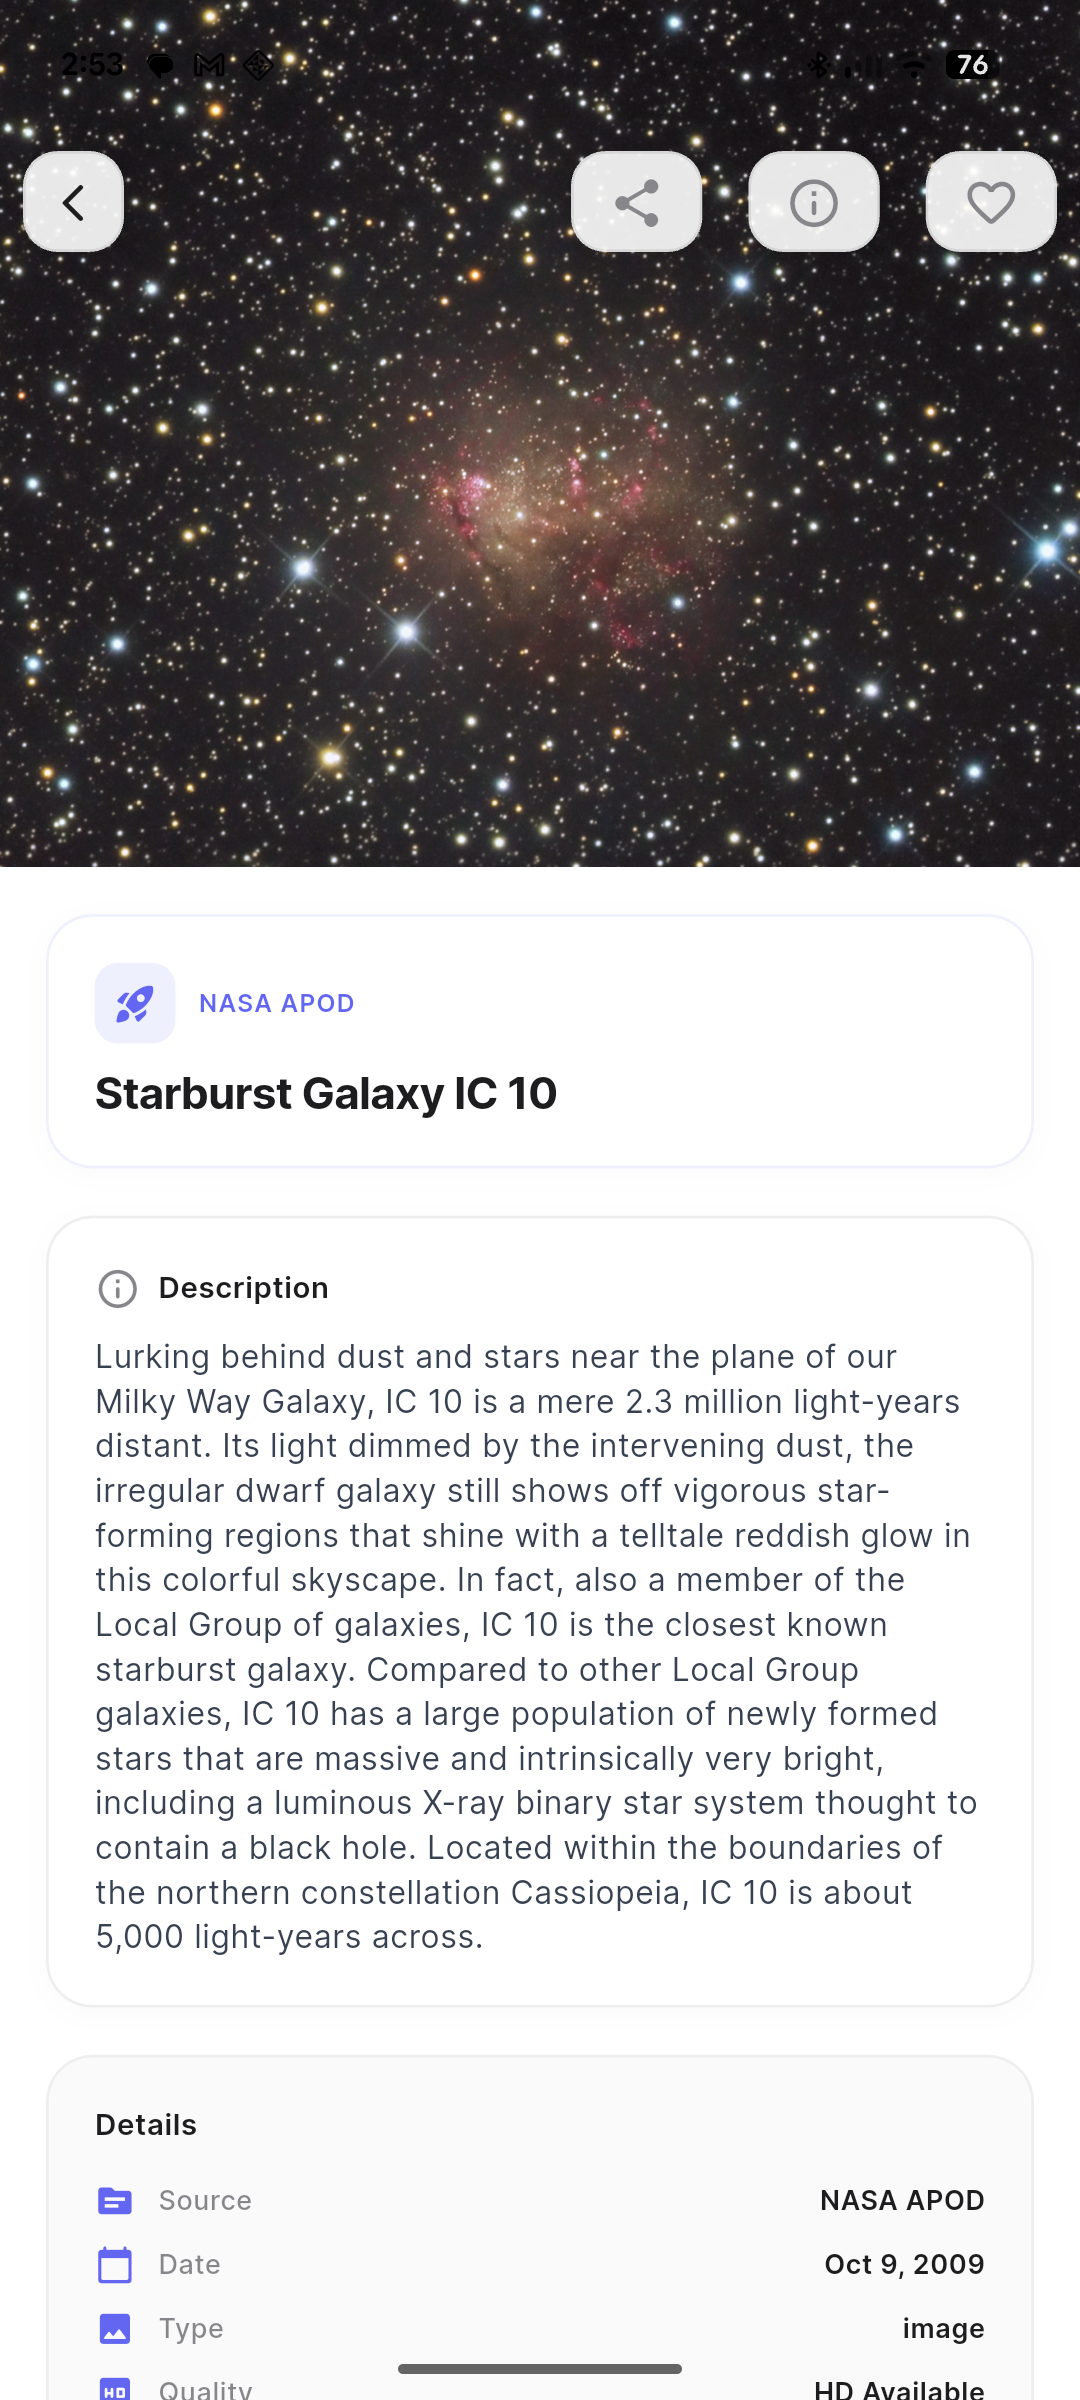 2:53
76
NASA APOD
Starburst Galaxy IC 10
Description
Lurking behind dust and stars near the plane of our
Milky Way Galaxy, IC 10 is a mere 2.3 million light-years
distant. Its light dimmed by the intervening dust, the
irregular dwarf galaxy still shows off vigorous star-
forming regions that shine with a telltale reddish glow in
this colorful skyscape. In fact, also a member of the
Local Group of galaxies, IC 10 is the closest known
starburst galaxy. Compared to other Local Group
galaxies, IC 10 has a large population of newly formed
stars that are massive and intrinsically very bright,
including a luminous X-ray binary star system thought to
contain a black hole. Located within the boundaries of
the northern constellation Cassiopeia, IC 10 is about
5,000 light-years across.
Details
Source NASA APOD
Date Oct 9, 2009
Type image
HD Quality HD Available